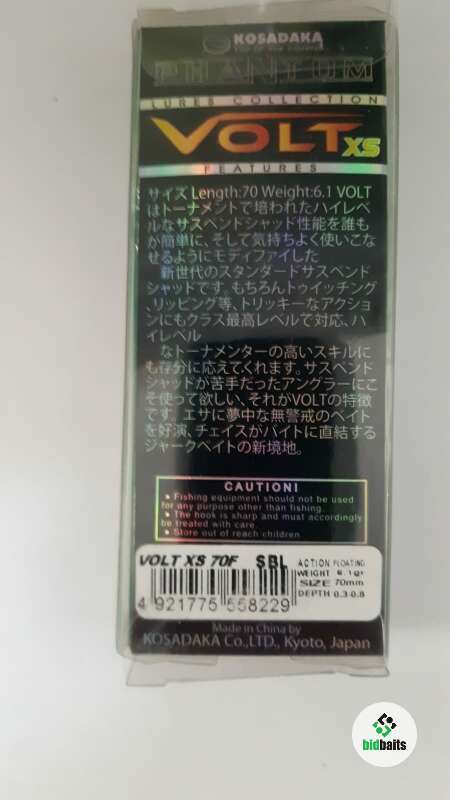 KOSADAKA
PHANTOM
LURES COLLECTION
VOLT XS
FEATURES
サイズ Length:70 Weight:6.1 VOLT
はトーナメントで培われたハイレベ
ルなサスペンドシャッド性能を誰も
が簡単に、そして気持ちよく使いこな
せるようにモディファイした
新世代のスタンダードサスペンド
シャッドです。もちろんトゥイッチング
、リッピング等、トリッキーなアクショ
ンにもクラス最高レベルで対応、ハ
イレベル
なトーナメンターの高いスキルに
も存分に応えてくれます。サスペンド
シャッドが苦手だったアングラーにこ
そ使って欲しい、それがVOLTの特徴
です。エサに夢中な無警戒のベイト
を好演、チェイスがバイトに直結する
ジャークベイトの新境地。
CAUTION!
Fishing equipment should not be used
for any purpose other than fishing.
The hook is sharp and must accordingly
be treated with care.
Store out of reach children
VOLT XS 70F SBL ACTION FLOATING
WEIGHT 6.1gr
SIZE 70mm
DEPTH 0.3-0.8
4 921775 558229
Made in China by
KOSADAKA Co.,LTD., Kyoto, Japan
bidbaits